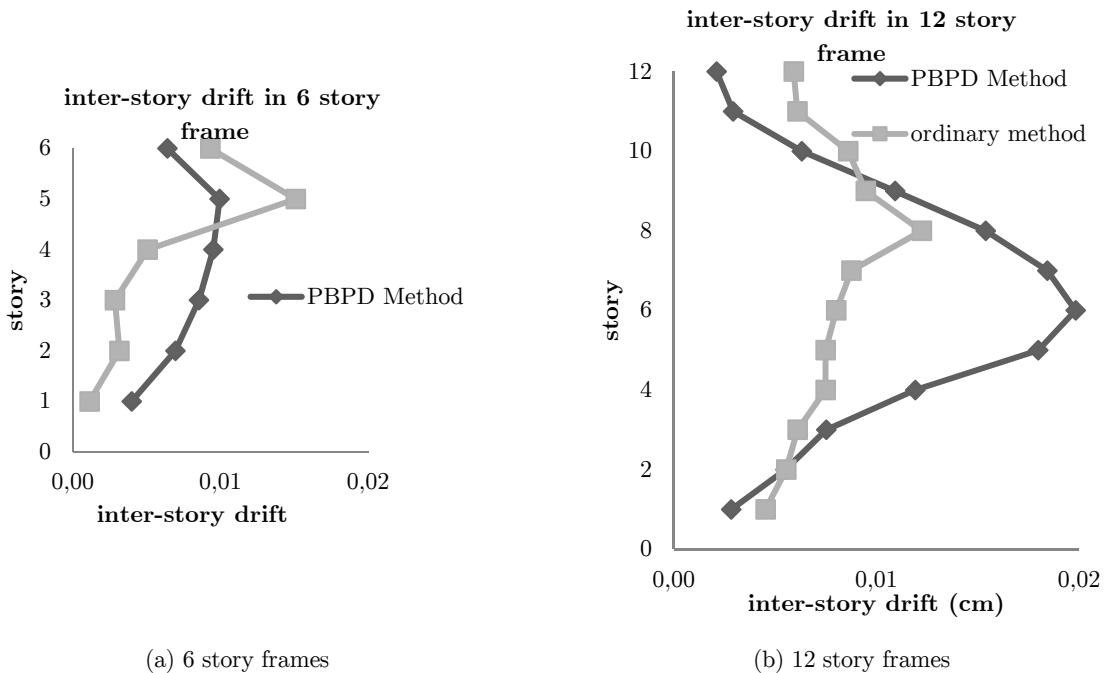 inter-story drift in 6 story
frame
6
5
4
3
2
1
0
story
PBPD Method
0,00 0,01 0,02
inter-story drift
(a) 6 story frames
inter-story drift in 12 story
frame
12
10
8
6
4
2
0
story
PBPD Method
ordinary method
0,00 0,01 0,02
inter-story drift (cm)
(b) 12 story frames